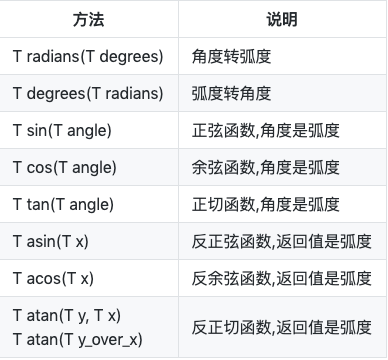 方法 说明
T radians(T degrees) 角度转弧度
T degrees(T radians) 弧度转角度
T sin(T angle) 正弦函数,角度是弧度
T cos(T angle) 余弦函数,角度是弧度
T tan(T angle) 正切函数,角度是弧度
T asin(T x) 反正弦函数,返回值是弧度
T acos(T x) 反余弦函数,返回值是弧度
T atan(T y, T x)
T atan(T y_over_x) 反正切函数,返回值是弧度